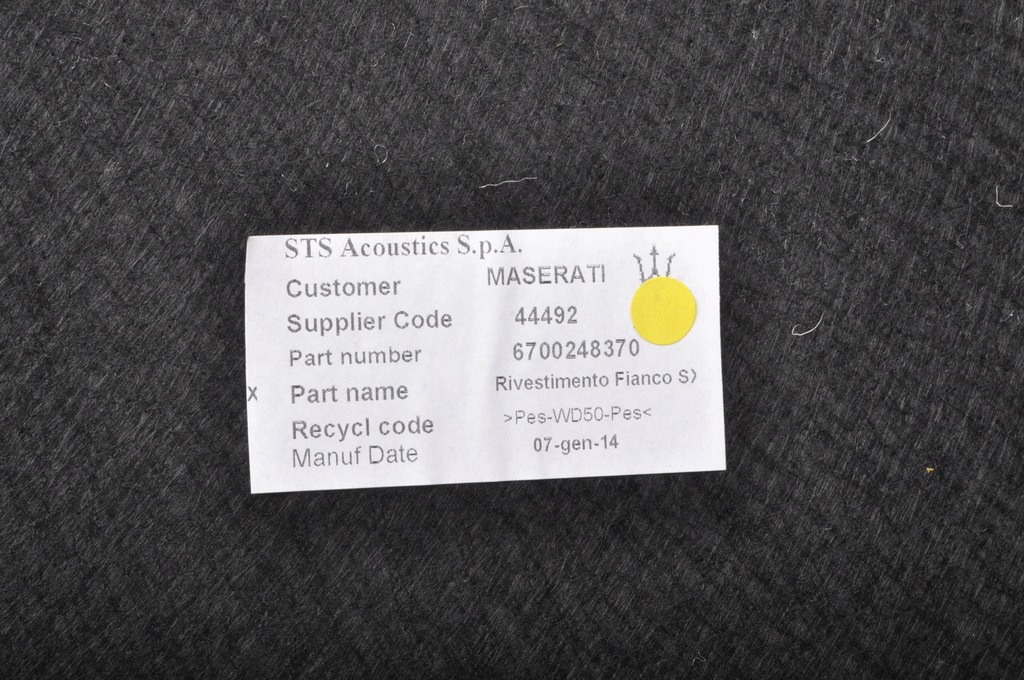 STS Acoustics S.p.A.
Customer MASERATI
Supplier Code 44492
Part number 6700248370
x Part name Rivestimento Fianco SX
Recycl code >Pes-WD50-Pes<
Manuf Date 07-gen-14